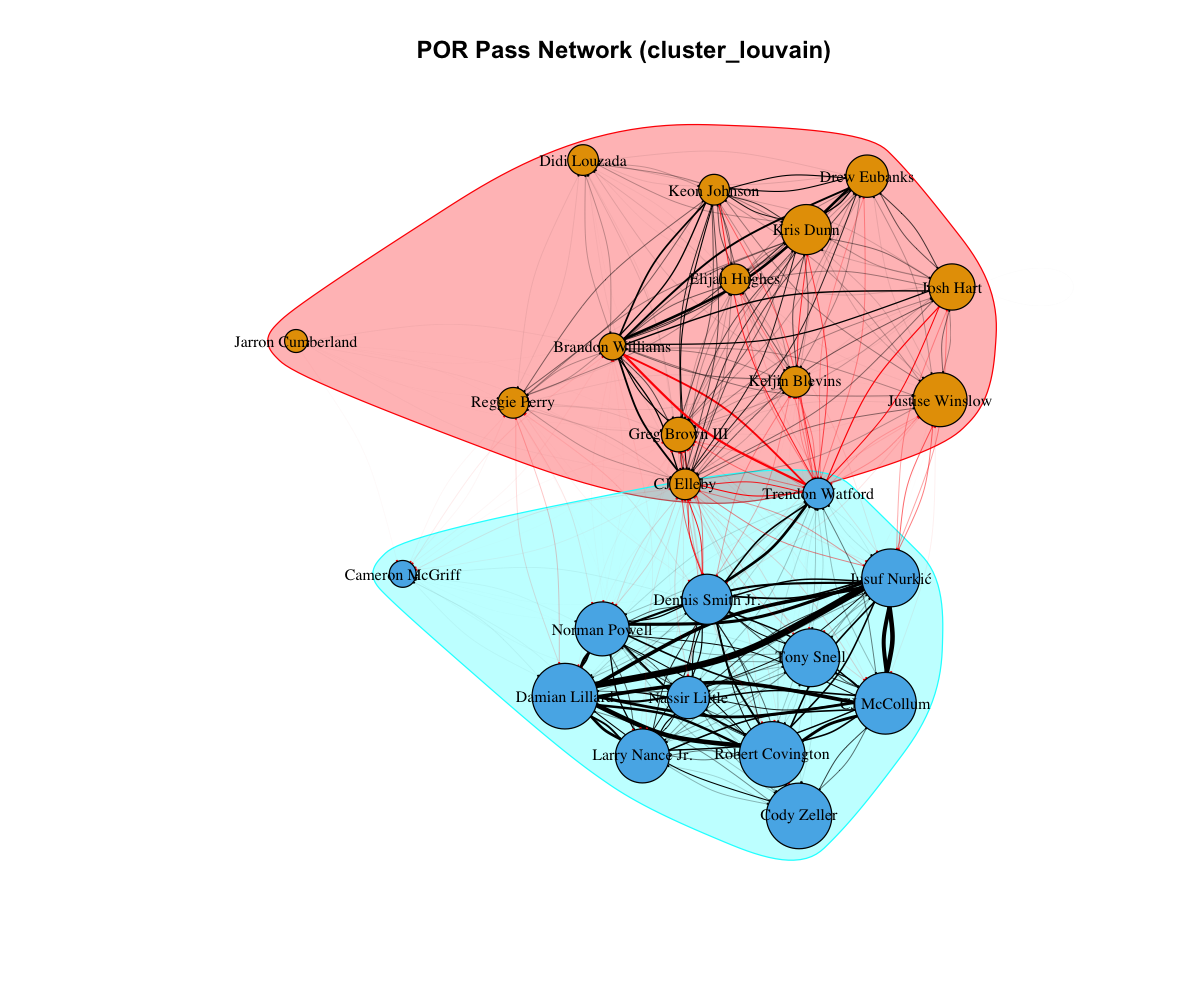 POR Pass Network (cluster_louvain)
Didi Louzada
Drew Eubanks
Keon Johnson
Kris Dunn
Elijah Hughes
Josh Hart
Jarron Cumberland
Brandon Williams
Keljin Blevins
Reggie Perry
Justise Winslow
Greg Brown III
CJ Elleby
Trendon Watford
Cameron McGriff
Jusuf Nurkić
Dennis Smith Jr.
Norman Powell
Tony Snell
Damian Lillard
Nassir Little
CJ McCollum
Larry Nance Jr.
Robert Covington
Cody Zeller